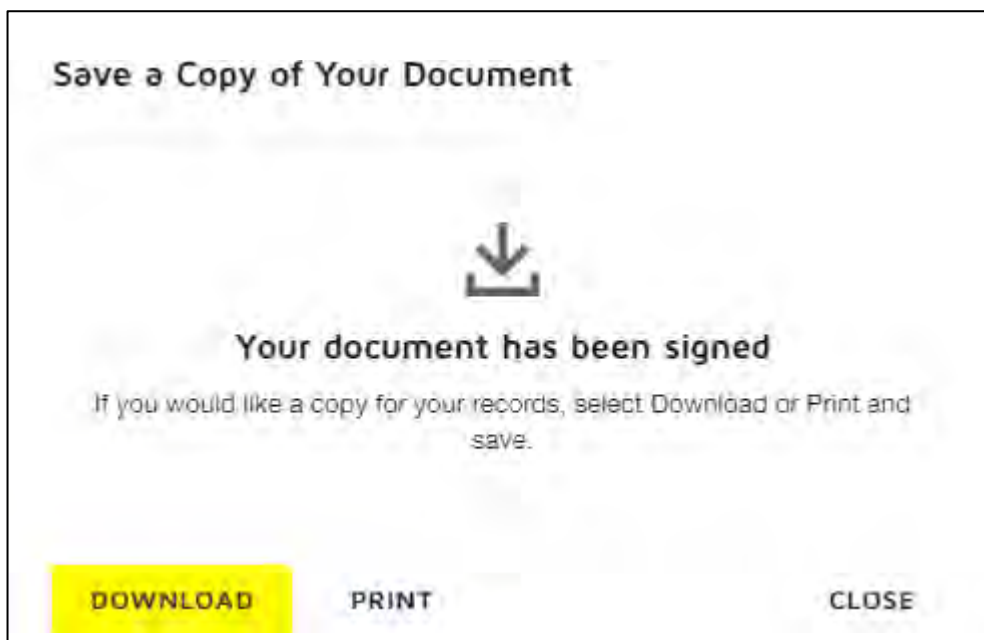 Save a Copy of Your Document
Your document has been signed
If you would like a copy for your records, select Download or Print and
save.
DOWNLOAD PRINT CLOSE